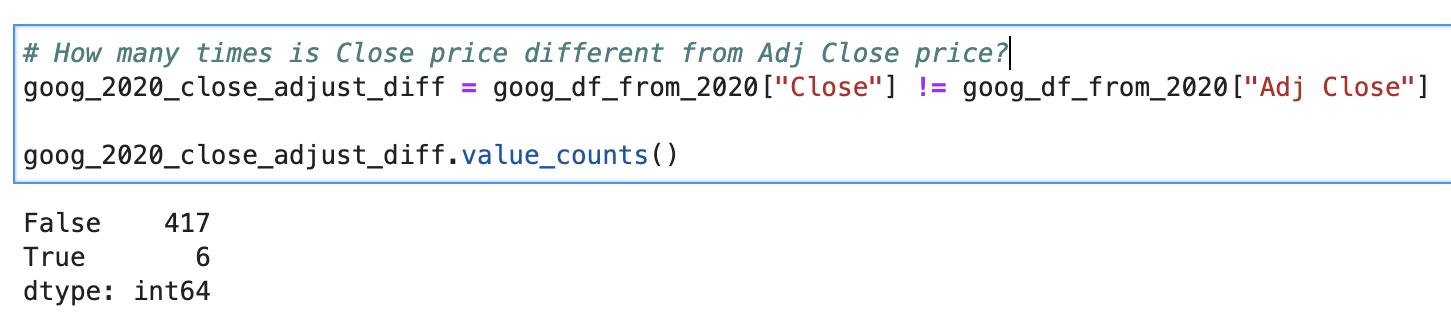 # How many times is Close price different from Adj Close price?
goog_2020_close_adjust_diff = goog_df_from_2020["Close"] != goog_df_from_2020["Adj Close"]
goog_2020_close_adjust_diff.value_counts()
False    417
True       6
dtype: int64